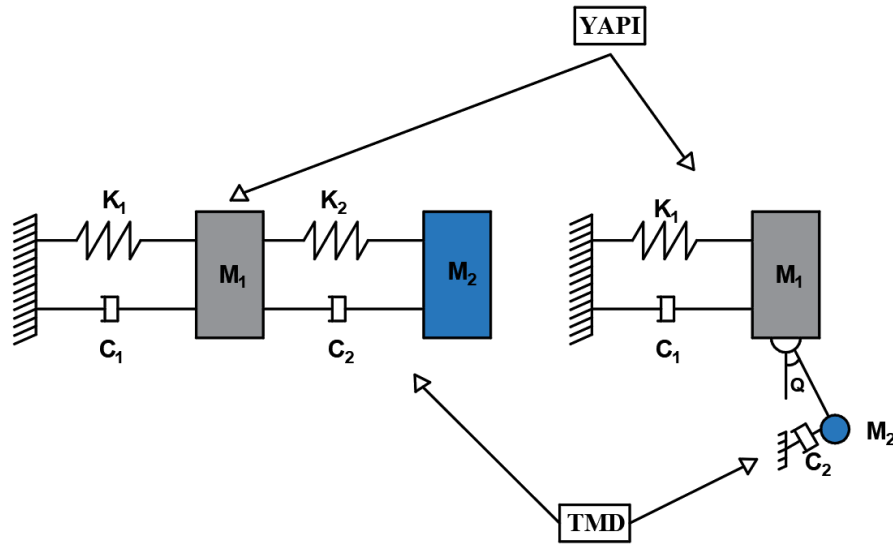 YAPI
K₁
K₂
K₁
M₁
M₂
M₁
C₁
C₂
C₁
Q
M₂
C₂
TMD